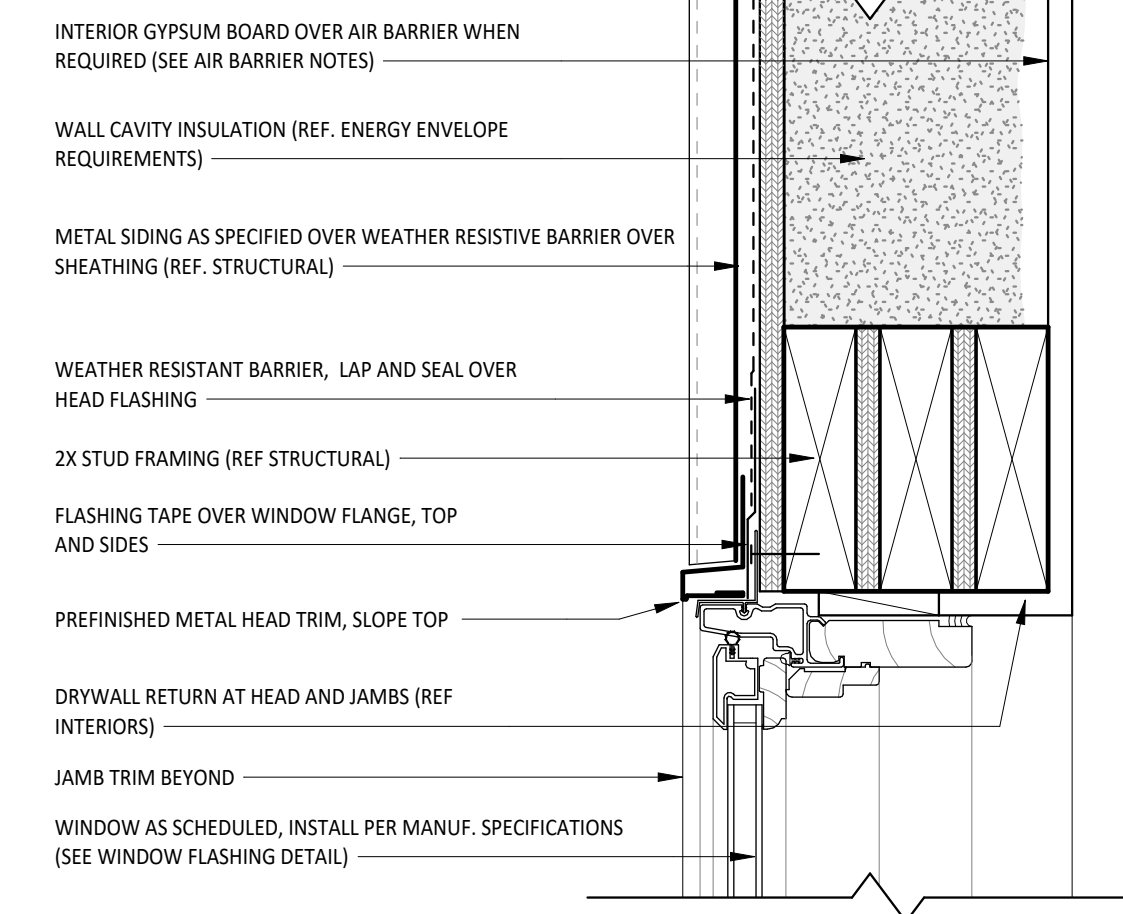 INTERIOR GYPSUM BOARD OVER AIR BARRIER WHEN
REQUIRED (SEE AIR BARRIER NOTES)
WALL CAVITY INSULATION (REF. ENERGY ENVELOPE
REQUIREMENTS)
METAL SIDING AS SPECIFIED OVER WEATHER RESISTIVE BARRIER OVER
SHEATHING (REF. STRUCTURAL)
WEATHER RESISTANT BARRIER, LAP AND SEAL OVER
HEAD FLASHING
2X STUD FRAMING (REF STRUCTURAL)
FLASHING TAPE OVER WINDOW FLANGE, TOP
AND SIDES
PREFINISHED METAL HEAD TRIM, SLOPE TOP
DRYWALL RETURN AT HEAD AND JAMBS (REF
INTERIORS)
JAMB TRIM BEYOND
WINDOW AS SCHEDULED, INSTALL PER MANUF. SPECIFICATIONS
(SEE WINDOW FLASHING DETAIL)